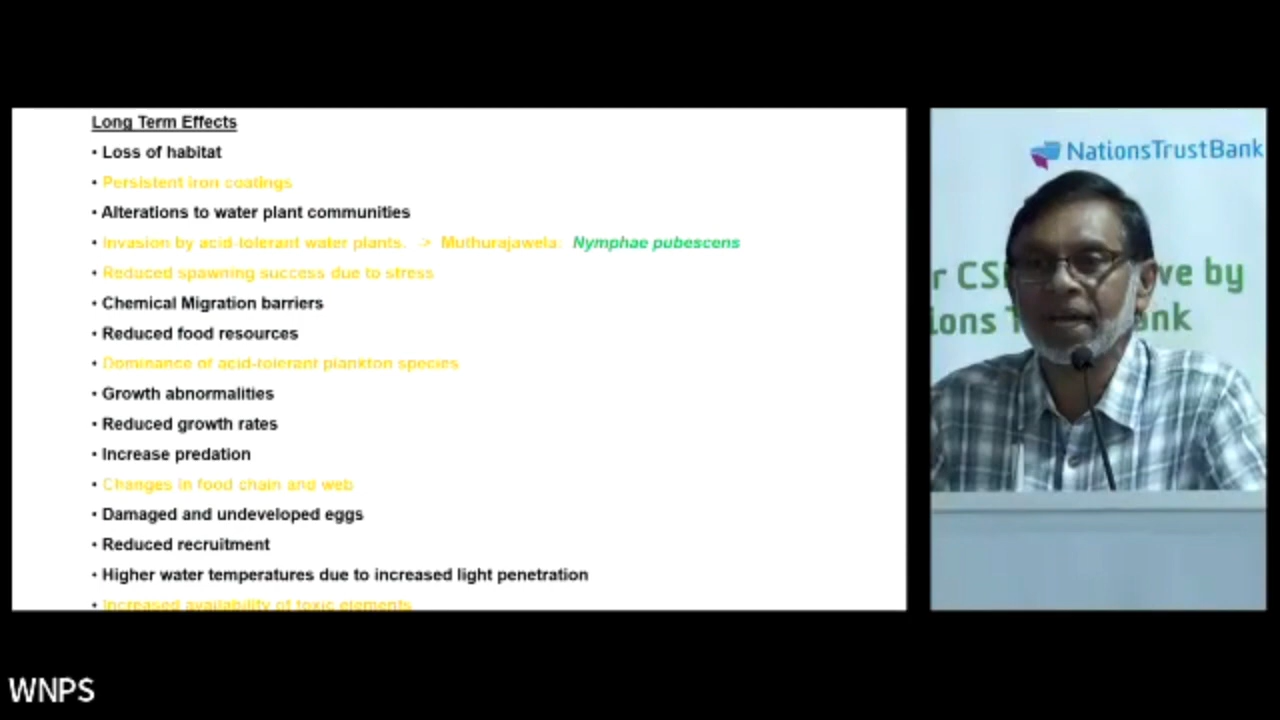 Long Term Effects
• Loss of habitat
• Persistent iron coatings
• Alterations to water plant communities
• Invasion by acid-tolerant water plants. -> Muthurajawela: Nymphae pubescens
• Reduced spawning success due to stress
• Chemical Migration barriers
• Reduced food resources
• Dominance of acid-tolerant plankton species
• Growth abnormalities
• Reduced growth rates
• Increase predation
• Changes in food chain and web
• Damaged and undeveloped eggs
• Reduced recruitment
• Higher water temperatures due to increased light penetration
• Increased availability of toxic elements
NationsTrustBank
r CS ve by
ions T ank
WNPS